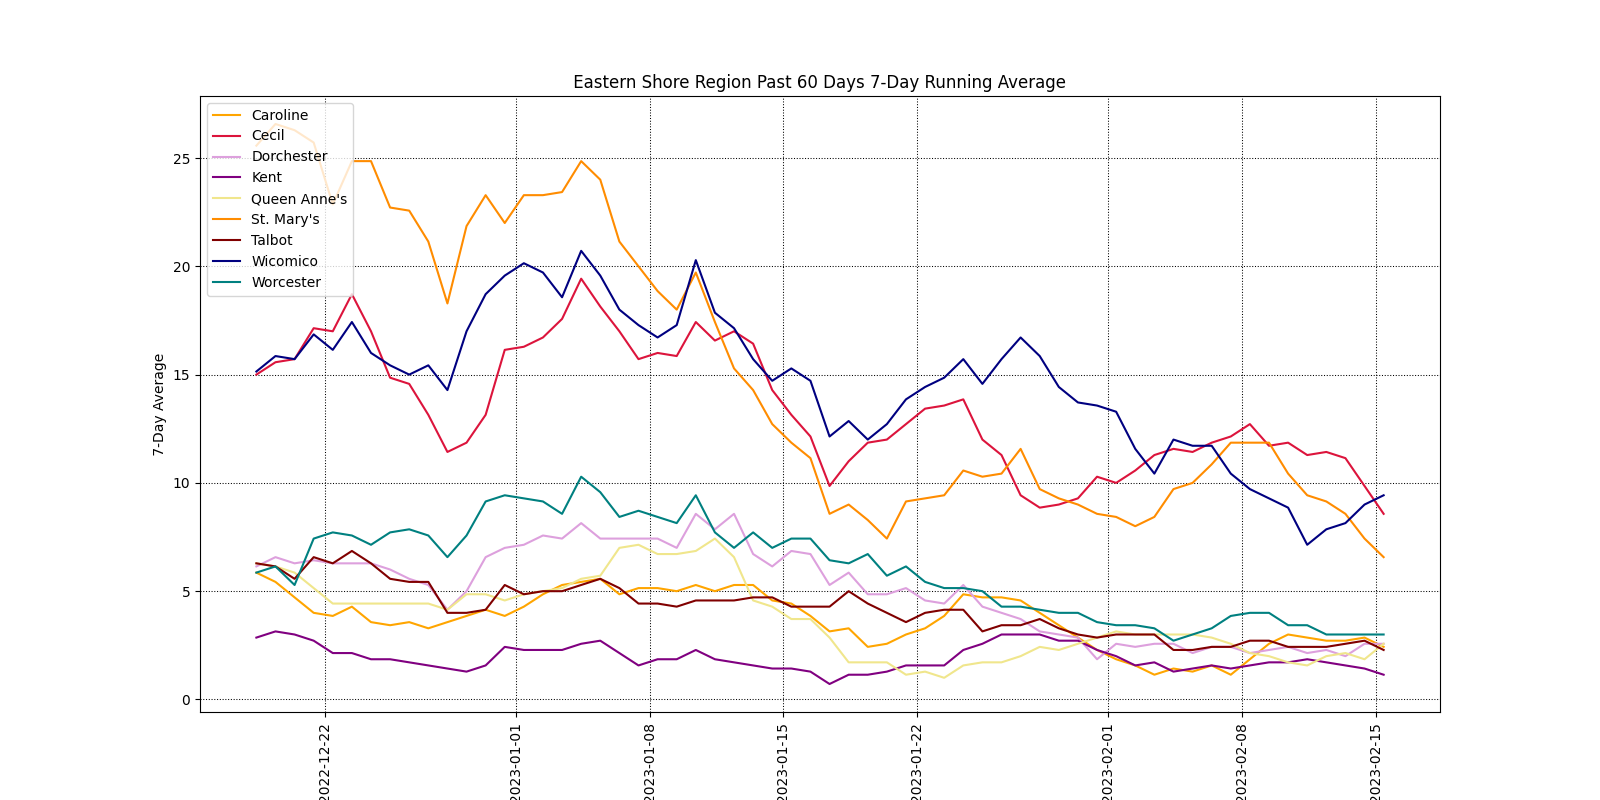 Eastern Shore Region Past 60 Days 7-Day Running Average
Caroline
Cecil
Dorchester
Kent
Queen Anne's
St. Mary's
Talbot
Wicomico
Worcester
7-Day Average
25
20
15
10
5
0
2022-12-22
2023-01-01
2023-01-08
2023-01-15
2023-01-22
2023-02-01
2023-02-08
2023-02-15